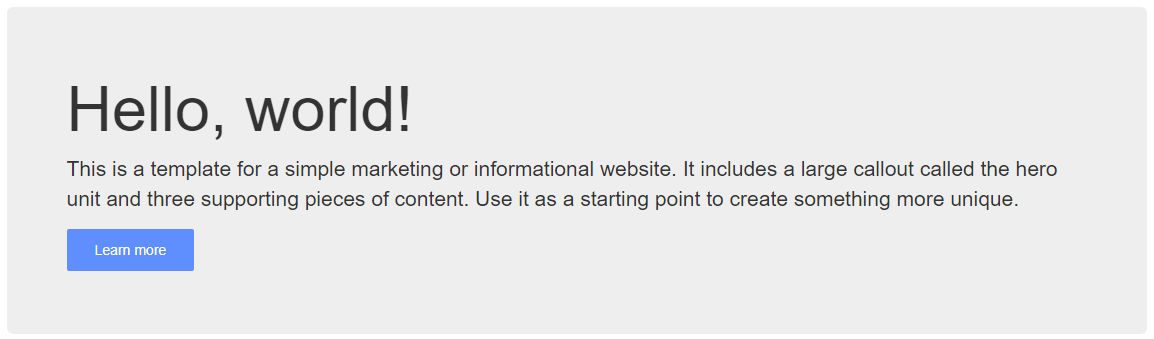 Hello, world!
This is a template for a simple marketing or informational website. It includes a large callout called the hero
unit and three supporting pieces of content. Use it as a starting point to create something more unique.
Learn more